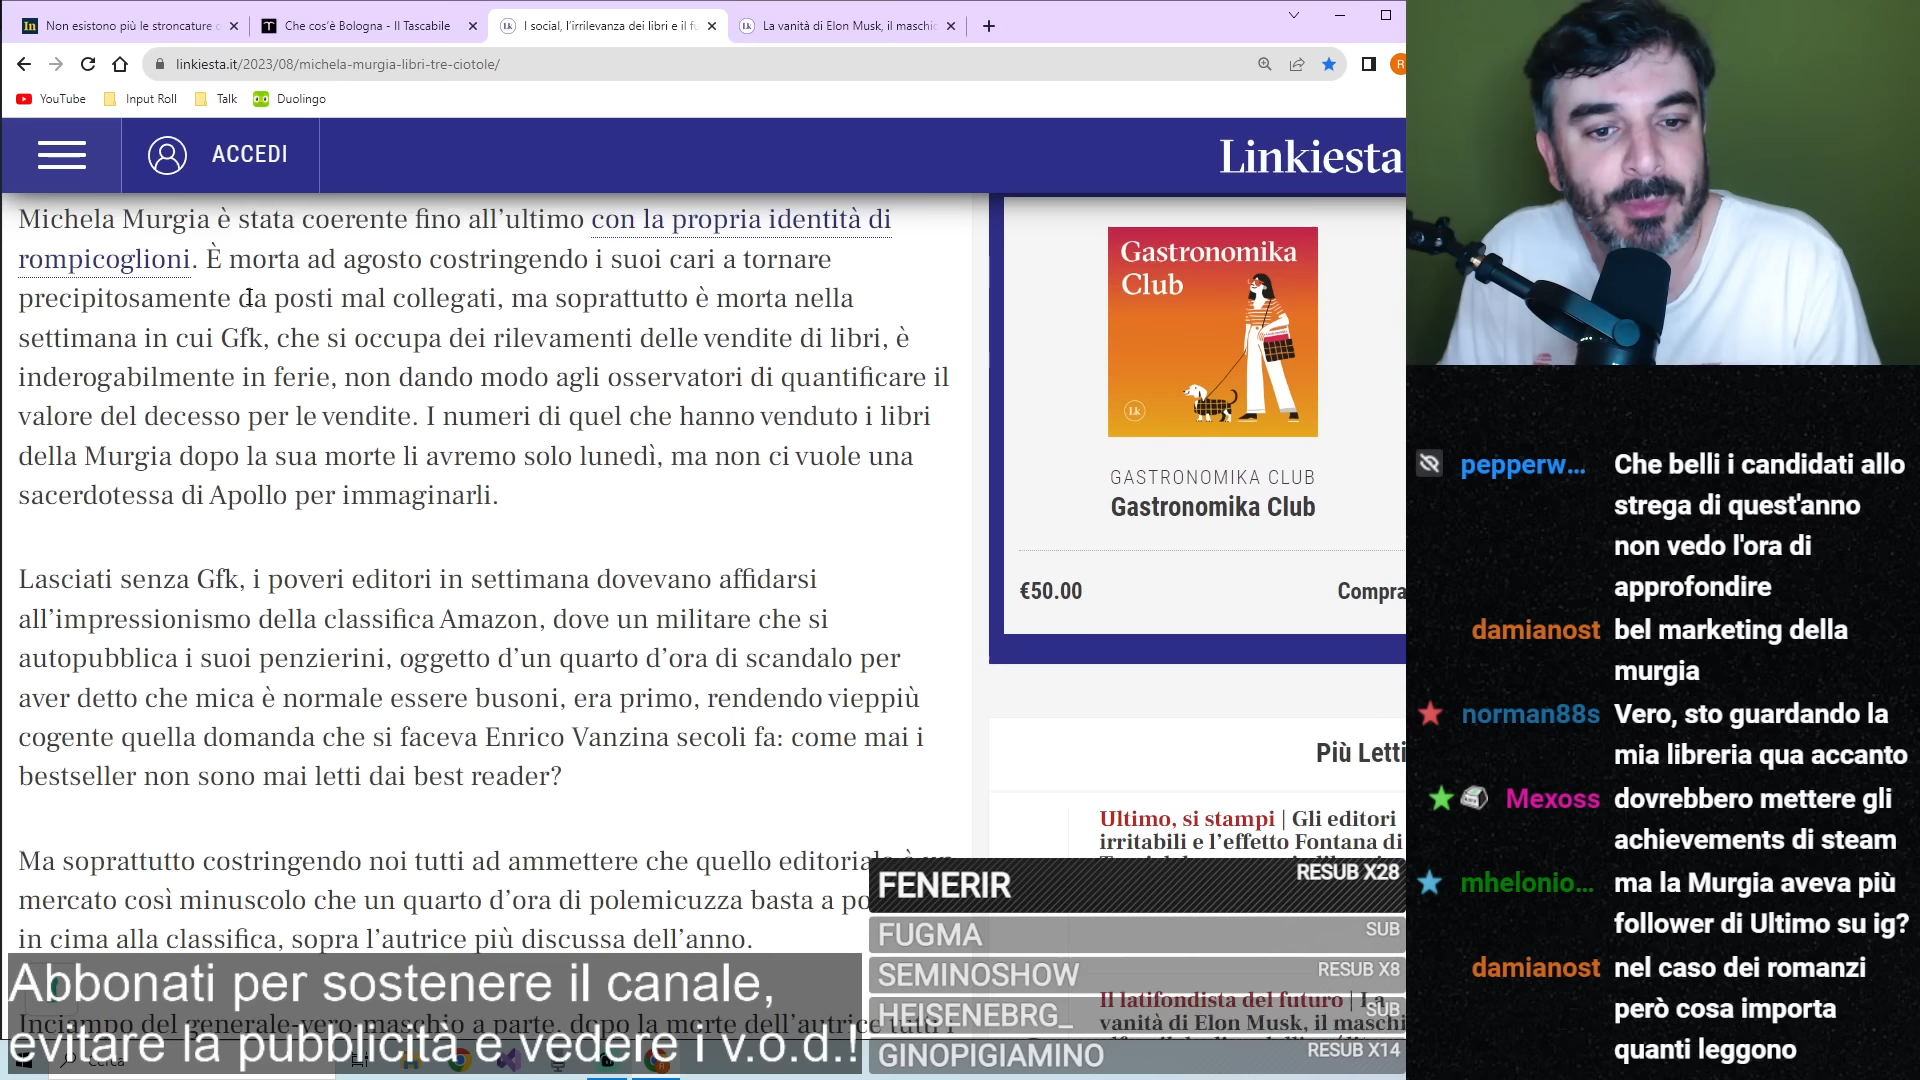 Non esistono più le stroncature
Che cos'è Bologna - Il Tascabile
I social, l'irrilevanza dei libri e il fu
La vanità di Elon Musk, il maschio
linkiesta.it/2023/08/michela-murgia-libri-tre-ciotole/
YouTube
Input Roll
Talk
Duolingo
ACCEDI
Linkiesta
Michela Murgia è stata coerente fino all'ultimo con la propria identità di
rompicoglioni. È morta ad agosto costringendo i suoi cari a tornare
precipitosamente da posti mal collegati, ma soprattutto è morta nella
settimana in cui Gfk, che si occupa dei rilevamenti delle vendite di libri, è
inderogabilmente in ferie, non dando modo agli osservatori di quantificare il
valore del decesso per le vendite. I numeri di quel che hanno venduto i libri
della Murgia dopo la sua morte li avremo solo lunedì, ma non ci vuole una
sacerdotessa di Apollo per immaginarli.
Lasciati senza Gfk, i poveri editori in settimana dovevano affidarsi
all'impressionismo della classifica Amazon, dove un militare che si
autopubblica i suoi penzierini, oggetto d'un quarto d'ora di scandalo per
aver detto che mica è normale essere busoni, era primo, rendendo vieppiù
cogente quella domanda che si faceva Enrico Vanzina secoli fa: come mai i
bestseller non sono mai letti dai best reader?
Ma soprattutto costringendo noi tutti ad ammettere che quello editoriale è un
mercato così minuscolo che un quarto d'ora di polemicuzza basta a po
in cima alla classifica, sopra l'autrice più discussa dell'anno.
Inciampo del generale-vero-maschio a parte, dopo la morte dell'autrice tutti i
Gastronomika
Club
Lk
GASTRONOMIKA CLUB
Gastronomika Club
€50.00
Compra
Più Letti
Ultimo, si stampi | Gli editori
irritabili e l'effetto Fontana di
Il latifondista del futuro | La
vanità di Elon Musk, il maschi
FENERIR RESUB X28
FUGMA SUB
SEMINOSHOW RESUB X8
HEISENEBRG_ SUB
GINOPIGIAMINO RESUB X14
Abbonati per sostenere il canale,
evitare la pubblicità e vedere i v.o.d.!
Cerca
pepperw... Che belli i candidati allo
strega di quest'anno
non vedo l'ora di
approfondire
damianost bel marketing della
murgia
norman88s Vero, sto guardando la
mia libreria qua accanto
Mexoss dovrebbero mettere gli
achievements di steam
mhelonio... ma la Murgia aveva più
follower di Ultimo su ig?
damianost nel caso dei romanzi
però cosa importa
quanti leggono